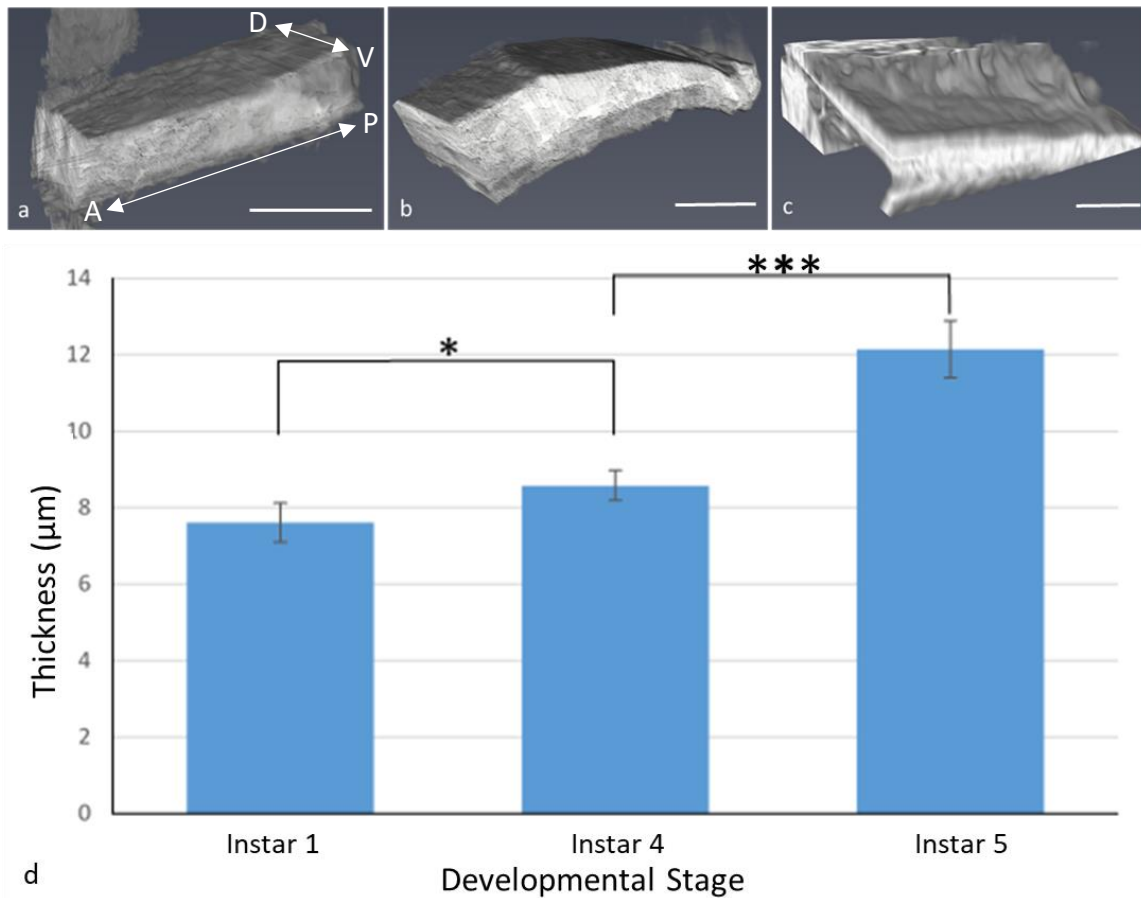 D
V
P
A
a
b
c
14
12
10
8
6
4
2
0
*
***
Thickness (µm)
Instar 1
Instar 4
Instar 5
Developmental Stage
d